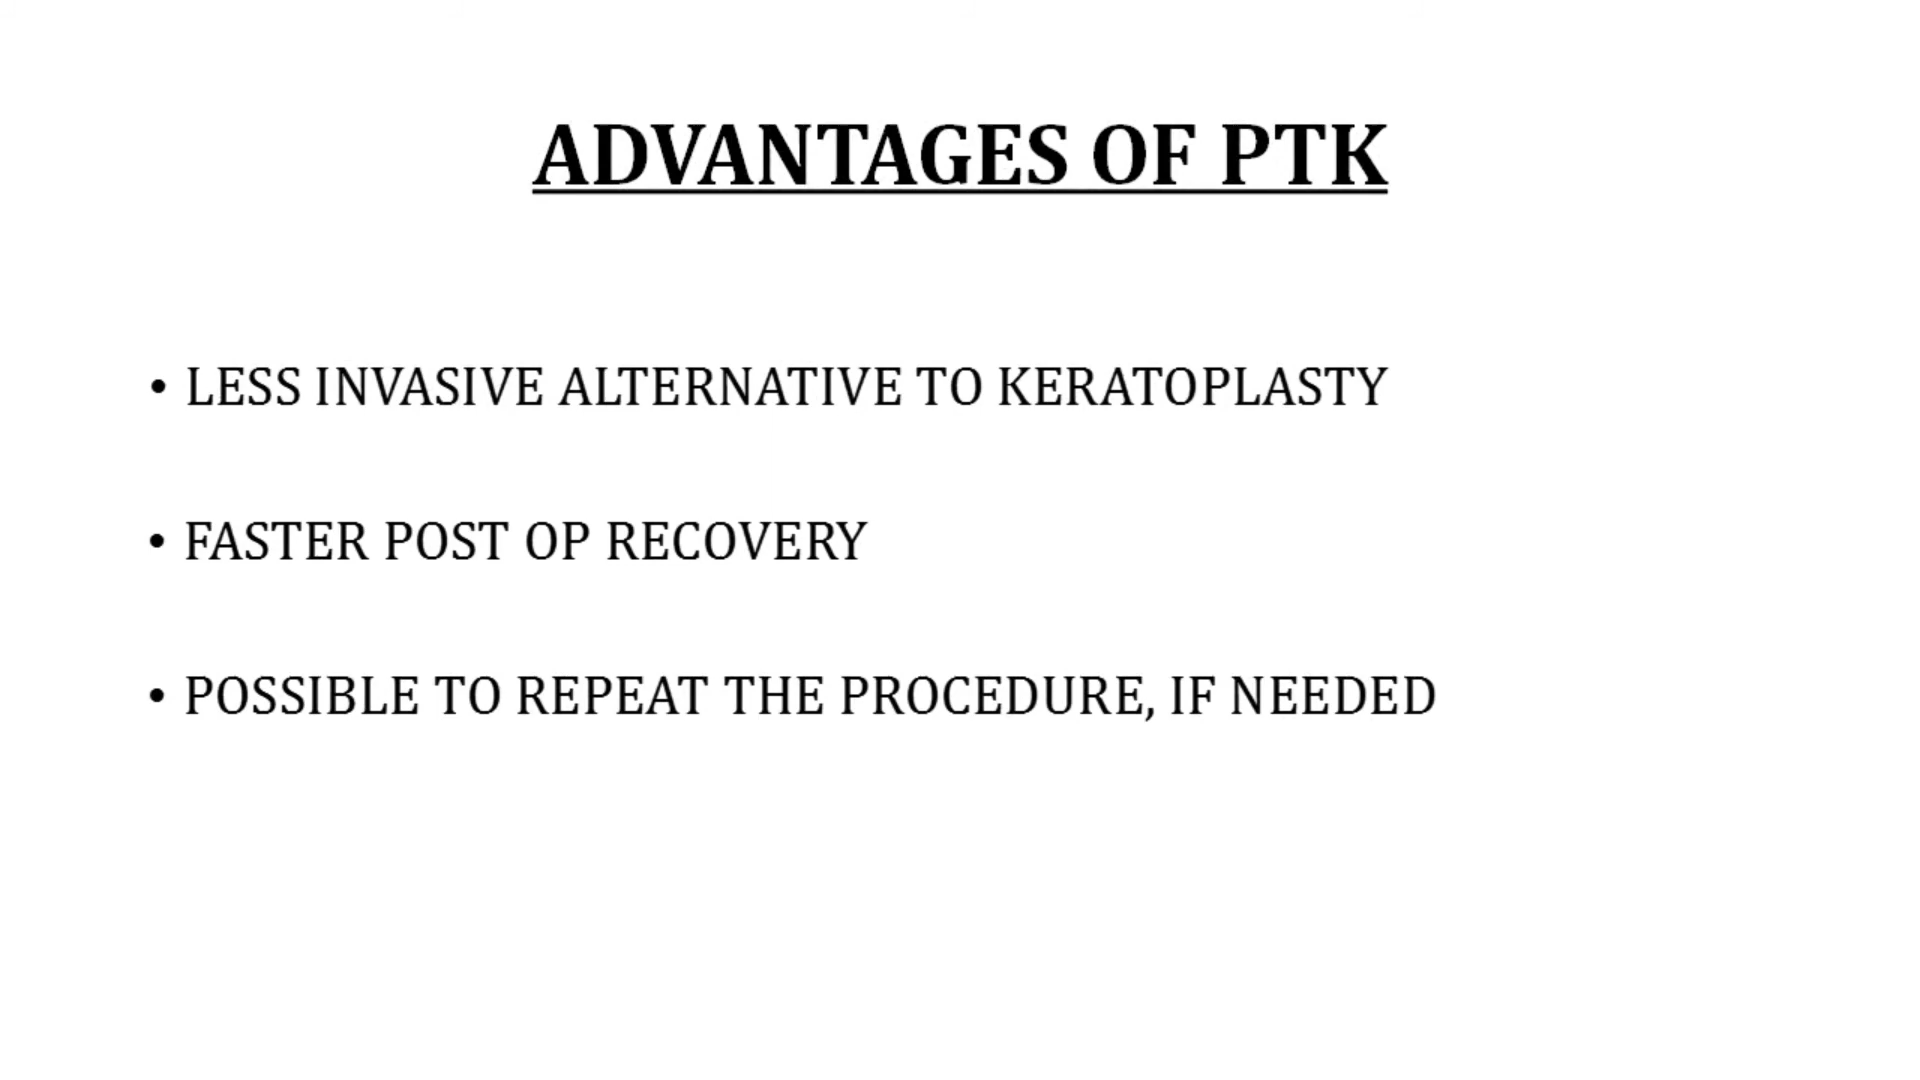 ADVANTAGES OF PTK
• LESS INVASIVE ALTERNATIVE TO KERATOPLASTY
• FASTER POST OP RECOVERY
• POSSIBLE TO REPEAT THE PROCEDURE, IF NEEDED